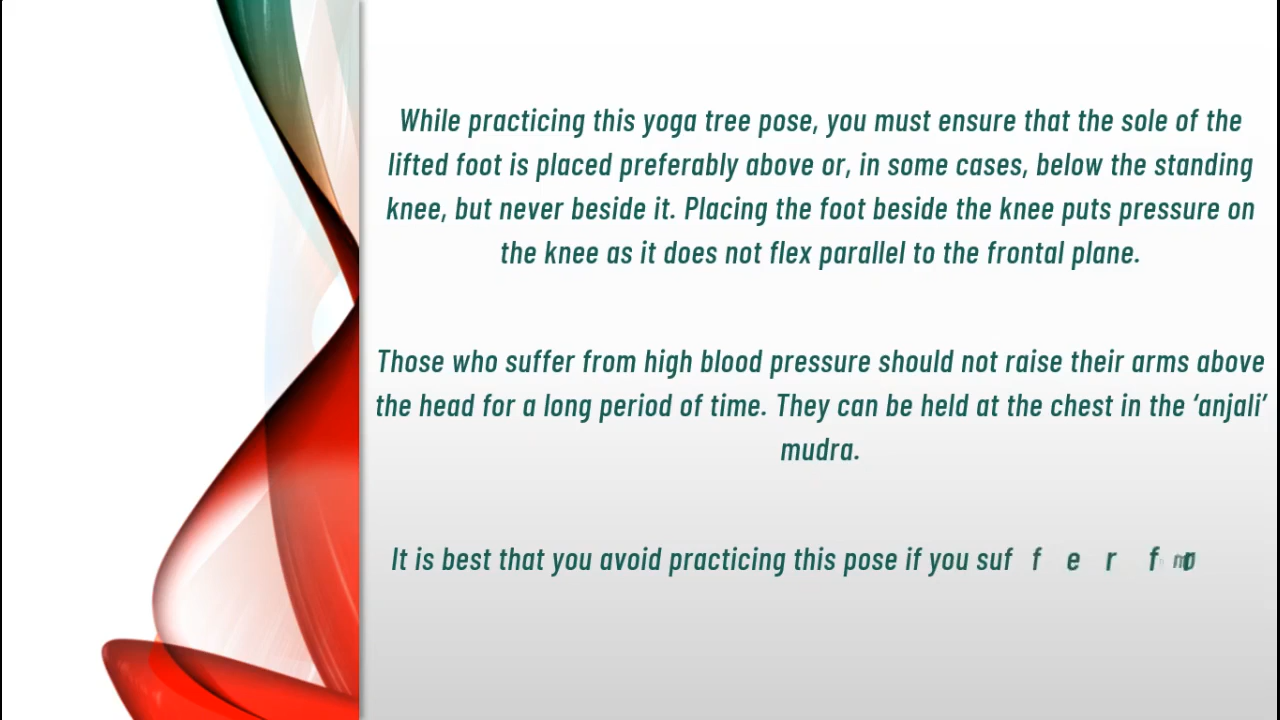 While practicing this yoga tree pose, you must ensure that the sole of the
lifted foot is placed preferably above or, in some cases, below the standing
knee, but never beside it. Placing the foot beside the knee puts pressure on
the knee as it does not flex parallel to the frontal plane.
Those who suffer from high blood pressure should not raise their arms above
the head for a long period of time. They can be held at the chest in the ‘anjali’
mudra.
It is best that you avoid practicing this pose if you suffer